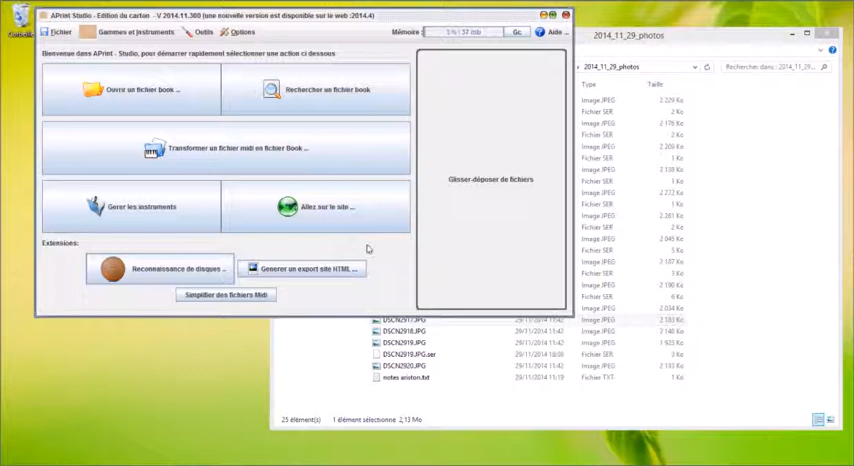 APrint Studio - Edition du carton - V 2014.11.300 (une nouvelle version est disponible sur le web :2014.4)
Fichier Gammes et Instruments Outils Options Mémoire: 5% / 37 mb Gc Aide ...
Bienvenue dans APrint - Studio, pour démarrer rapidement sélectionner une action ci dessous
Ouvrir un fichier book ...
Rechercher un fichier book
Transformer un fichier midi en fichier Book ...
Gerer les instruments
Allez sur le site ...
Glisser-déposer de fichiers
Extensions:
Reconnaissance de disques ..
Generer un export site HTML ...
Simplifier des fichiers Midi
Corbeille
2014_11_29_photos
2014_11_29_photos
Rechercher dans : 2014_11_29...
Type Taille
Image JPEG 2 229 Ko
Fichier SER 2 Ko
Image JPEG 2 176 Ko
Fichier SER 2 Ko
Image JPEG 2 209 Ko
Fichier SER 1 Ko
Image JPEG 2 138 Ko
Fichier SER 1 Ko
Image JPEG 2 272 Ko
Fichier SER 1 Ko
Image JPEG 2 281 Ko
Fichier SER 2 Ko
Image JPEG 2 045 Ko
Fichier SER 5 Ko
Image JPEG 2 187 Ko
Fichier SER 3 Ko
Image JPEG 2 190 Ko
Fichier SER 6 Ko
Image JPEG 2 034 Ko
DSCN2917.JPG 29/11/2014 11:42 Image JPEG 2 183 Ko
DSCN2918.JPG 29/11/2014 11:42 Image JPEG 2 148 Ko
DSCN2919.JPG 29/11/2014 11:42 Image JPEG 1 925 Ko
DSCN2919.JPG.ser 29/11/2014 18:08 Fichier SER 3 Ko
DSCN2920.JPG 29/11/2014 11:42 Image JPEG 2 133 Ko
notes ariston.txt 29/11/2014 11:19 Fichier TXT 1 Ko
25 élément(s) 1 élément sélectionné 2,13 Mo